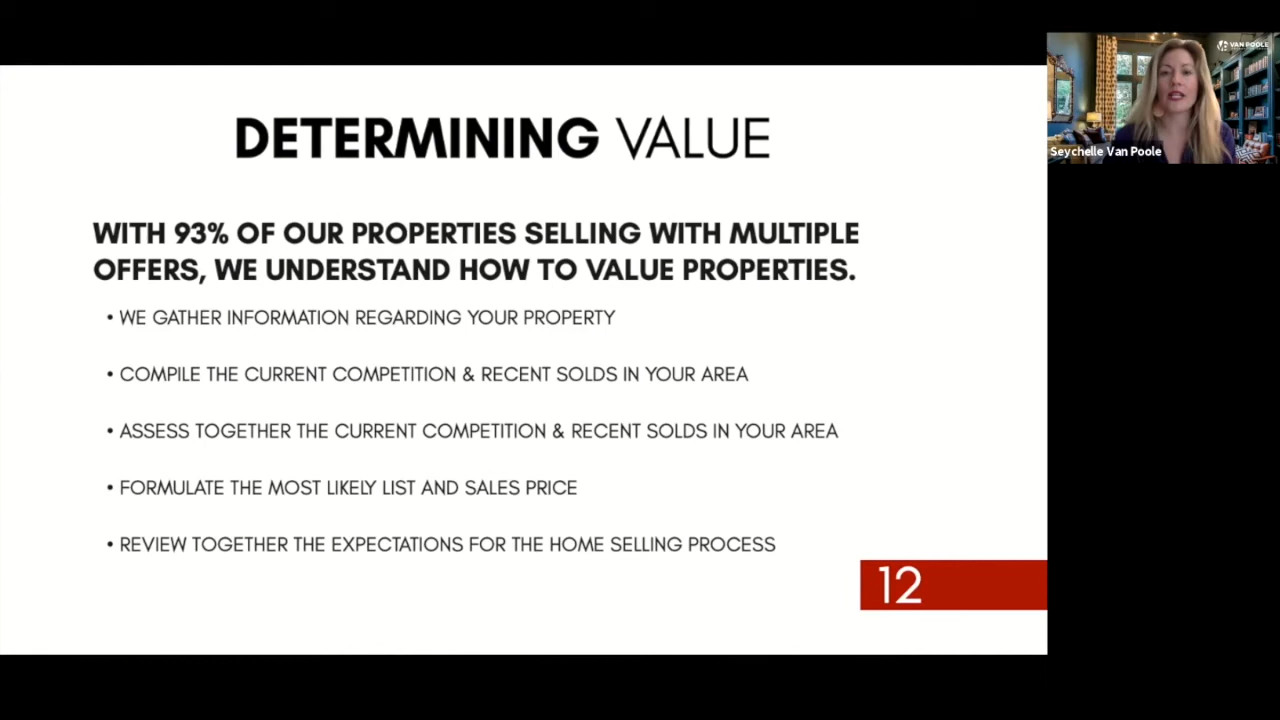 DETERMINING VALUE
WITH 93% OF OUR PROPERTIES SELLING WITH MULTIPLE
OFFERS, WE UNDERSTAND HOW TO VALUE PROPERTIES.
• WE GATHER INFORMATION REGARDING YOUR PROPERTY
• COMPILE THE CURRENT COMPETITION & RECENT SOLDS IN YOUR AREA
• ASSESS TOGETHER THE CURRENT COMPETITION & RECENT SOLDS IN YOUR AREA
• FORMULATE THE MOST LIKELY LIST AND SALES PRICE
• REVIEW TOGETHER THE EXPECTATIONS FOR THE HOME SELLING PROCESS
12
VAN POOLE
Seychelle Van Poole